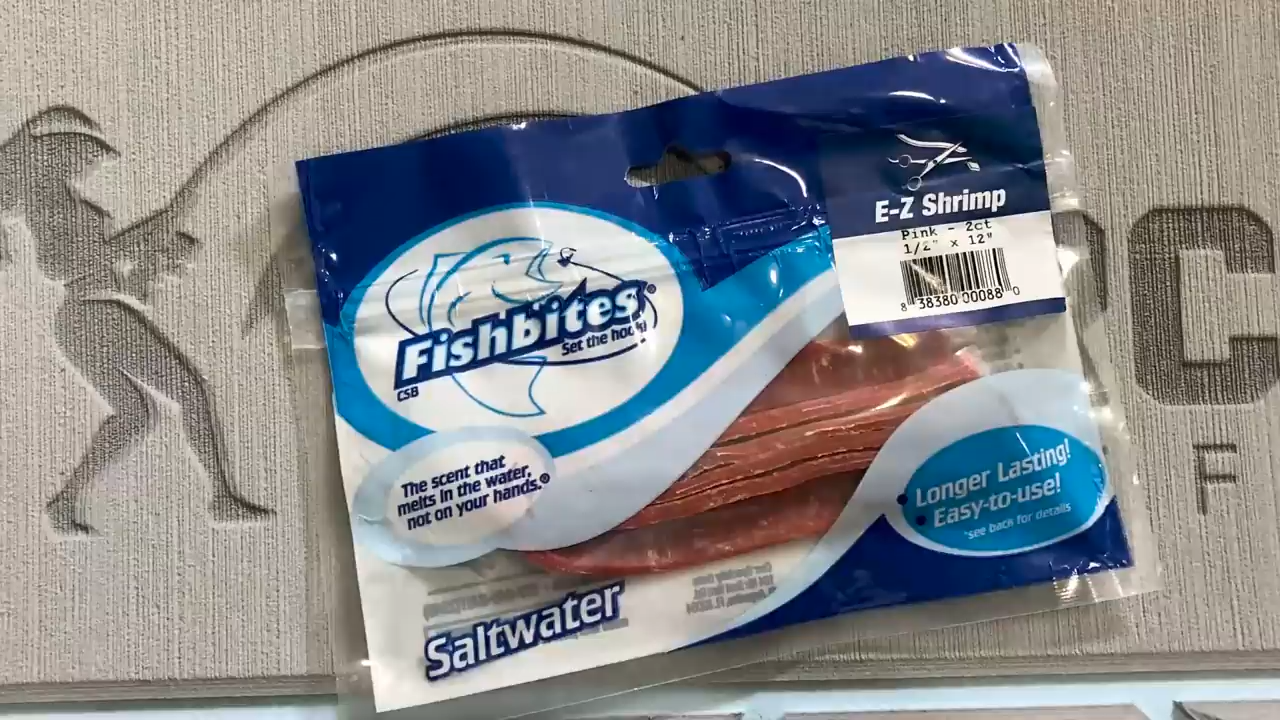 E-Z Shrimp
Pink - 2ct
1/2" x 12"
8 38380 00088 0
Fishbites®
Set the hook!
CSB
The scent that
melts in the water,
not on your hands.®
Longer Lasting!
Easy-to-use!
*see back for details
Saltwater
C
F